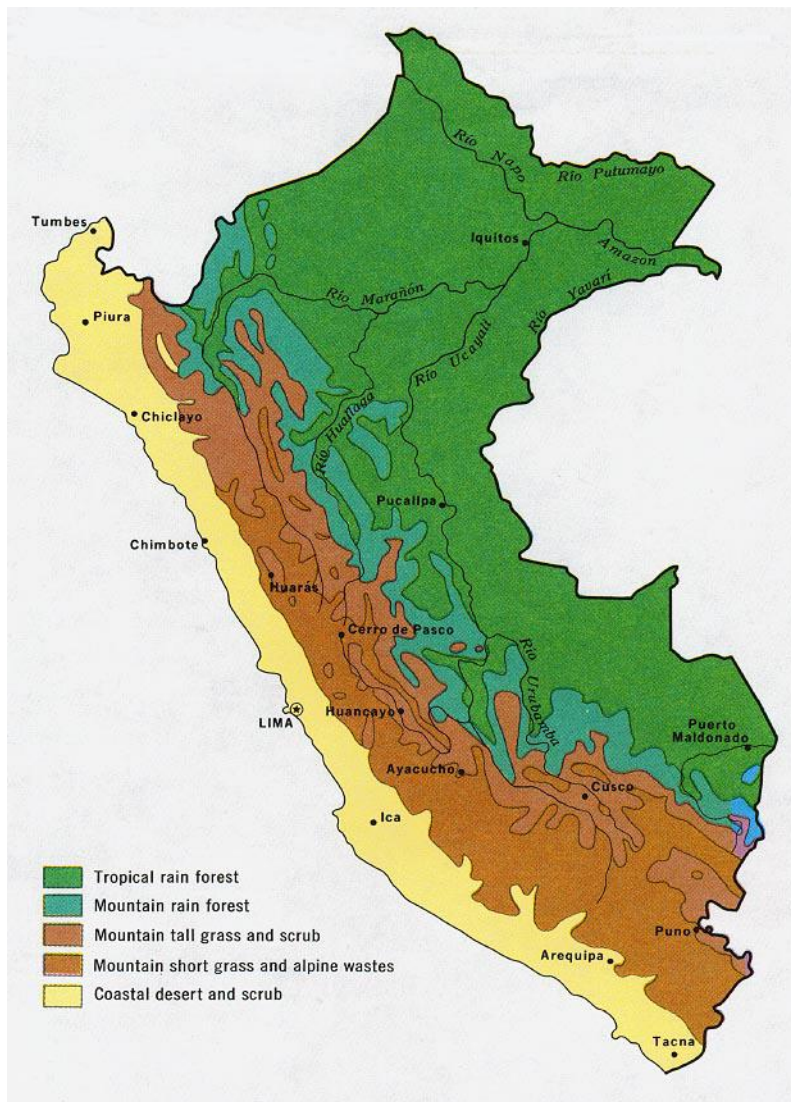 Río Napo
Río Putumayo
Tumbes
Iquitos
Amazon
Río Marañón
Río Yavarí
Piura
Río Ucayali
Chiclayo
Río Huallaga
Pucallpa
Chimbote
Huarás
Cerro de Pasco
Río Urubamba
LIMA
Huancayo
Puerto
Maldonado
Ayacucho
Cusco
Ica
Tropical rain forest
Mountain rain forest
Mountain tall grass and scrub
Puno
Mountain short grass and alpine wastes
Arequipa
Coastal desert and scrub
Tacna